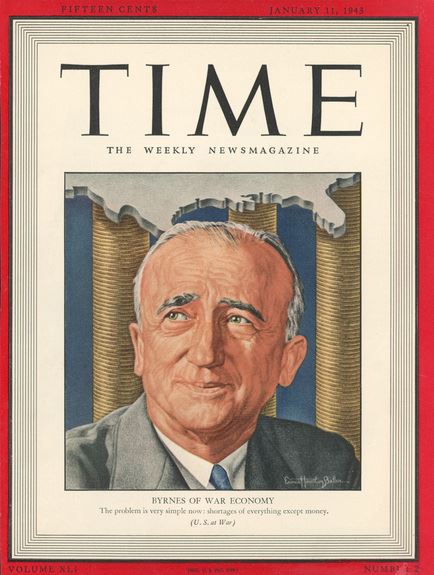 FIFTEEN CENTS JANUARY 11, 1943
TIME
THE WEEKLY NEWSMAGAZINE
BYRNES OF WAR ECONOMY
The problem is very simple now: shortages of everything except money.
(U. S. at War)
VOLUME XLI NUMBER 2